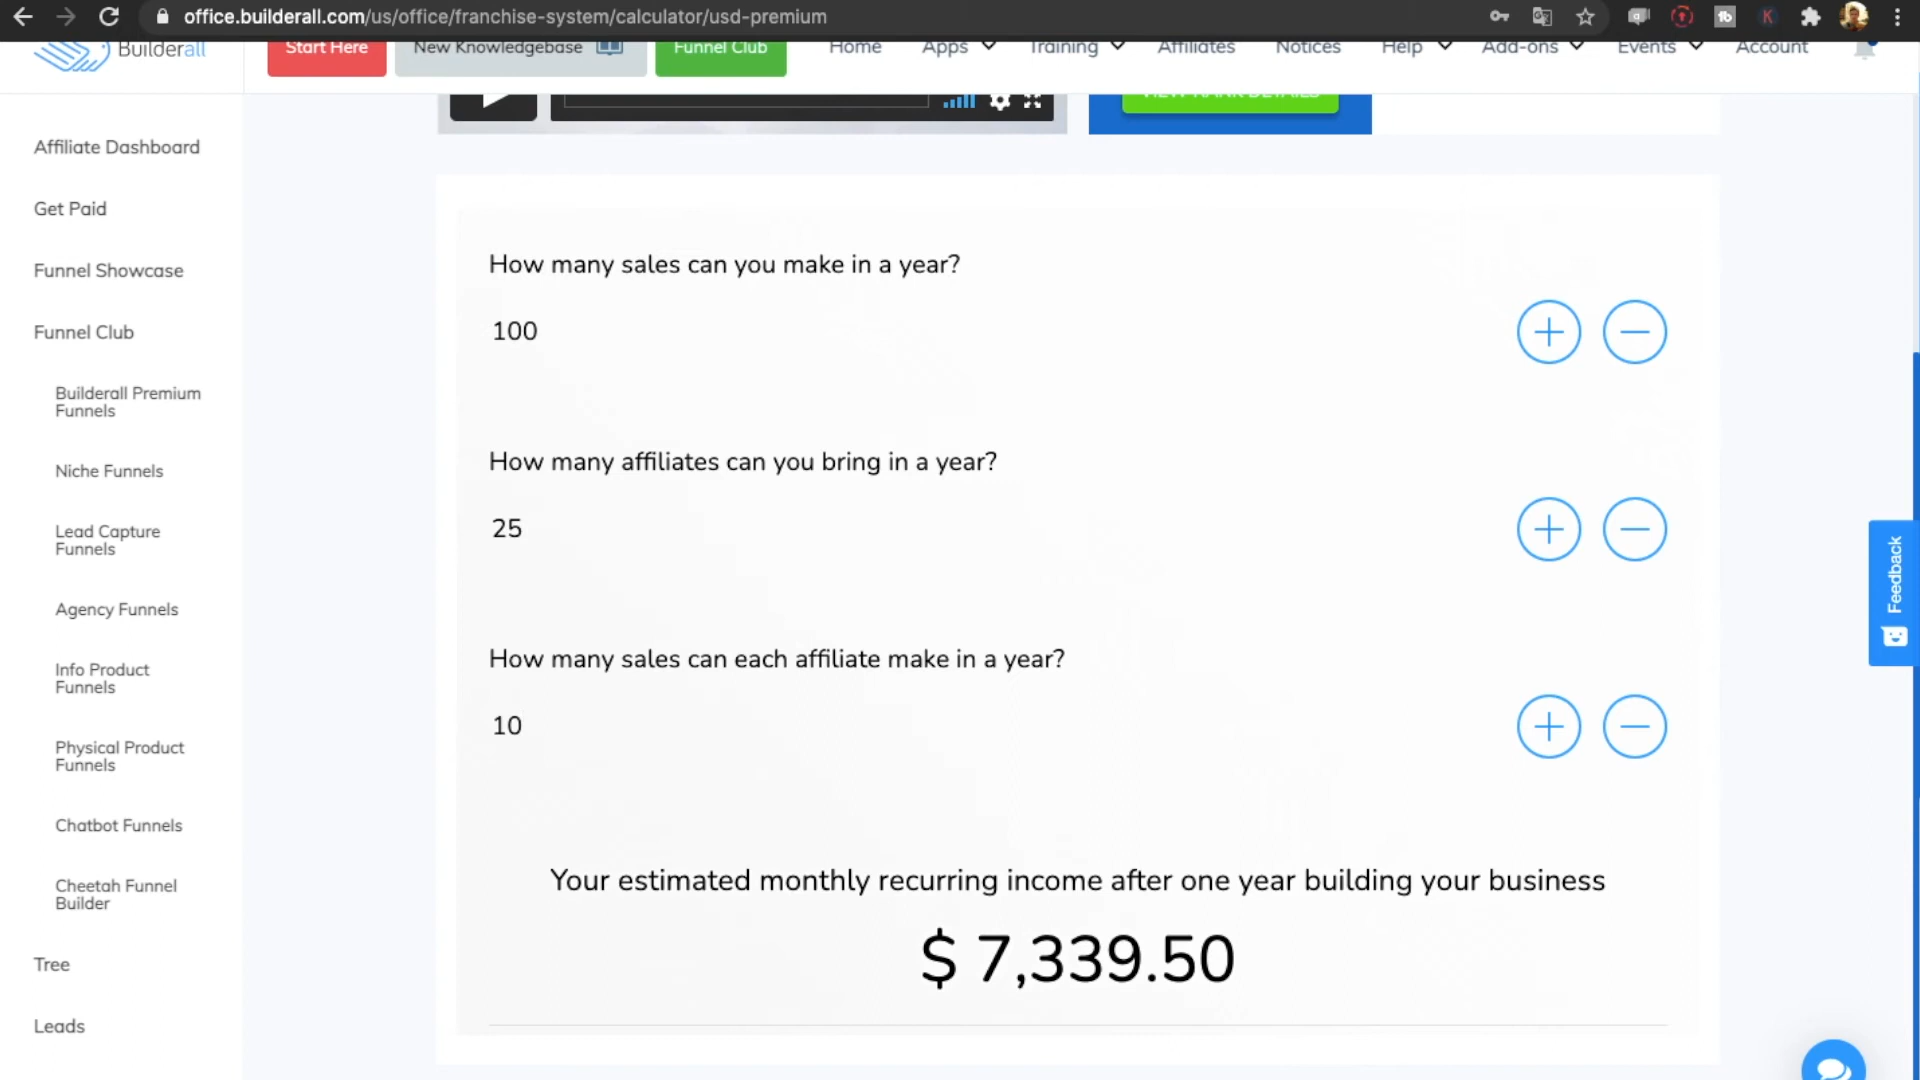 office.builderall.com/us/office/franchise-system/calculator/usd-premium
Builderall
Start Here
New Knowledgebase
Funnel Club
Home
Apps
Training
Affiliates
Notices
Help
Add-ons
Events
Account
VIEW RANK DETAILS
Affiliate Dashboard
Get Paid
Funnel Showcase
Funnel Club
Builderall Premium
Funnels
Niche Funnels
Lead Capture
Funnels
Agency Funnels
Info Product
Funnels
Physical Product
Funnels
Chatbot Funnels
Cheetah Funnel
Builder
Tree
Leads
How many sales can you make in a year?
100
How many affiliates can you bring in a year?
25
How many sales can each affiliate make in a year?
10
Your estimated monthly recurring income after one year building your business
$ 7,339.50
Feedback